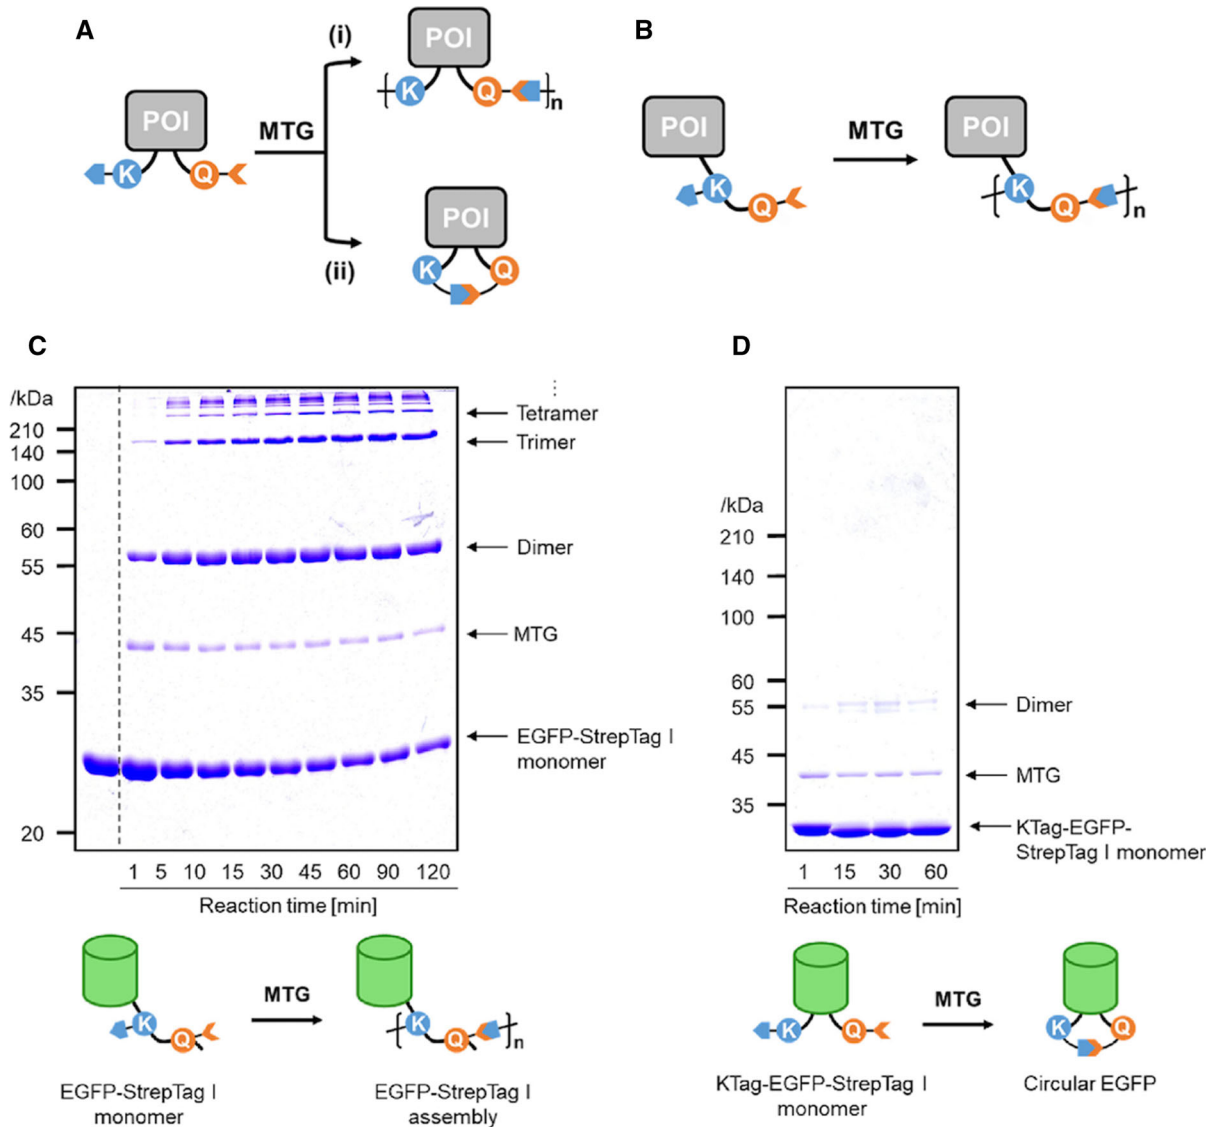 A
POI
K
Q
MTG
(i)
POI
K
Q
n
(ii)
POI
K
Q
B
POI
K
Q
MTG
POI
K
Q
n
C
/kDa
210
140
100
60
55
45
35
20
Tetramer
Trimer
Dimer
MTG
EGFP-StrepTag I
monomer
1 5 10 15 30 45 60 90 120
Reaction time [min]
K
Q
MTG
K
Q
n
EGFP-StrepTag I
monomer
EGFP-StrepTag I
assembly
D
/kDa
210
140
100
60
55
45
35
Dimer
MTG
KTag-EGFP-
StrepTag I monomer
1 15 30 60
Reaction time [min]
K
Q
MTG
K
Q
KTag-EGFP-StrepTag I
monomer
Circular EGFP